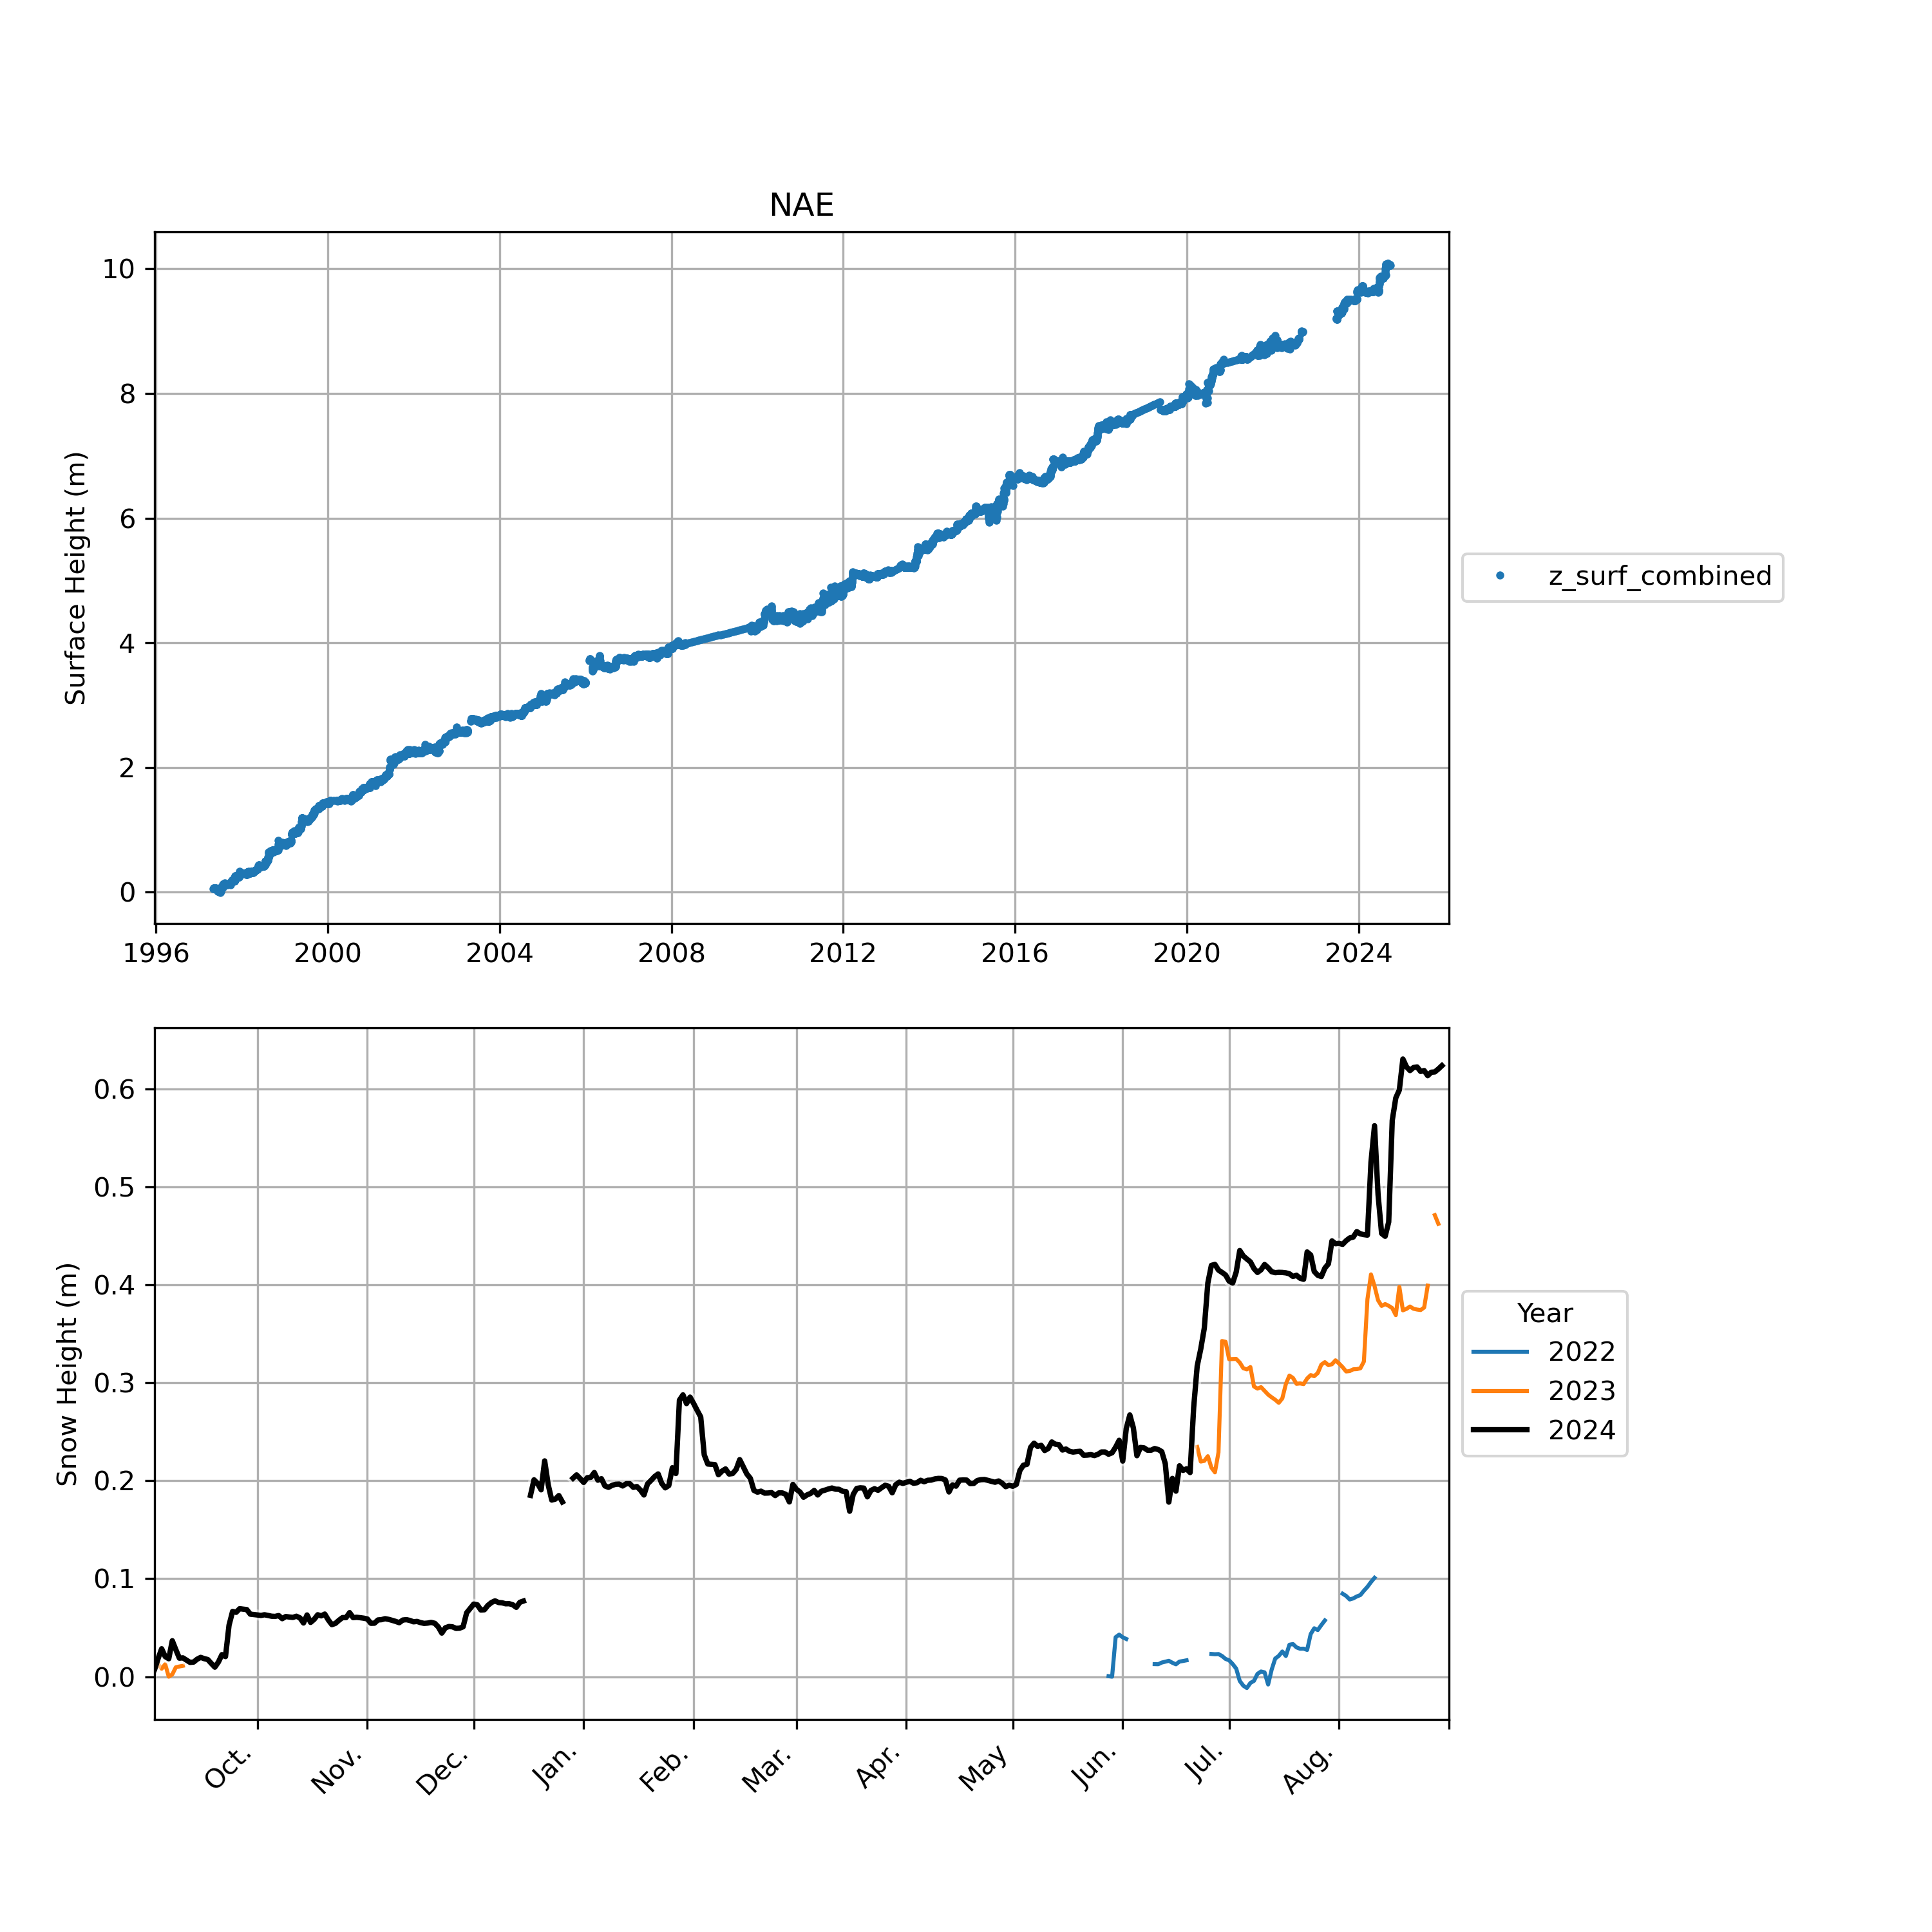 NAE
Surface Height (m)
10
8
6
4
2
0
1996 2000 2004 2008 2012 2016 2020 2024
z_surf_combined
Snow Height (m)
0.6
0.5
0.4
0.3
0.2
0.1
0.0
Oct. Nov. Dec. Jan. Feb. Mar. Apr. May Jun. Jul. Aug.
Year
2022
2023
2024